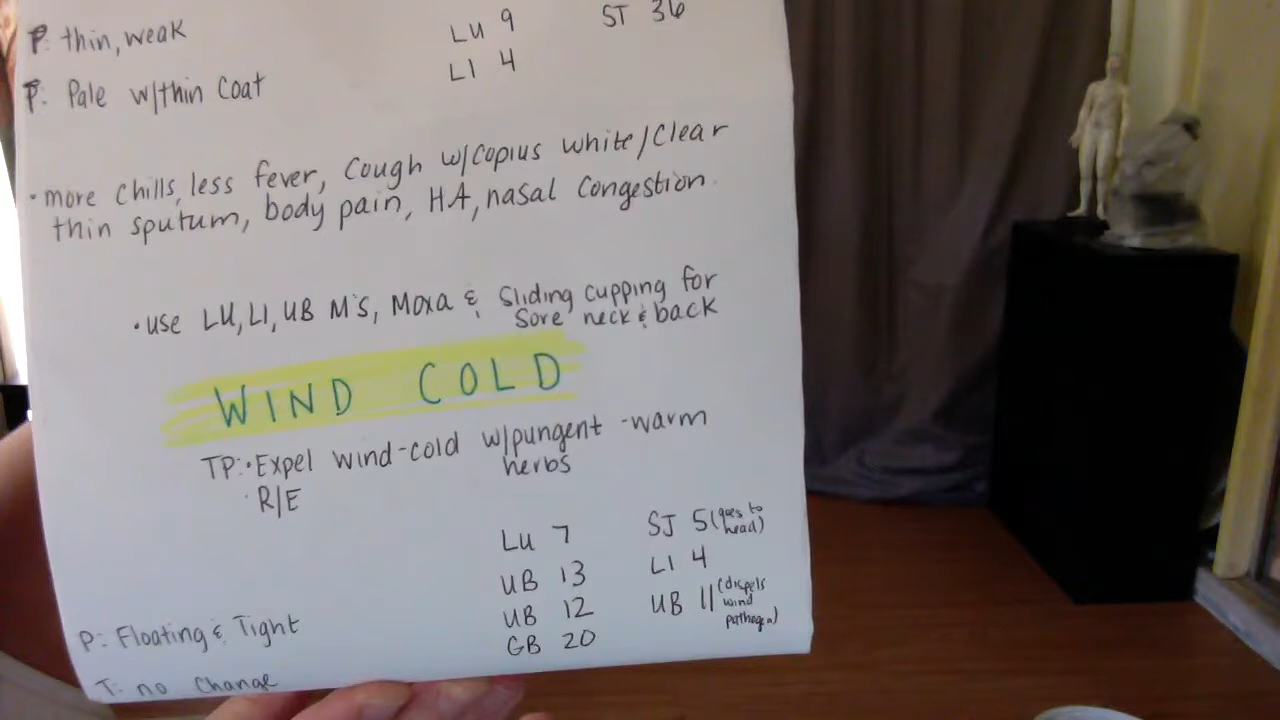 P: thin, weak
LU 9 ST 36
LI 4
P: Pale w/thin Coat
• more Chills, less fever, Cough w/copius white/clear
thin sputum, body pain, HA, nasal congestion.
• use LU, LI, UB M's, Moxa & Sliding cupping for
Sore neck & back
WIND COLD
TP: • Expel wind-cold w/pungent -warm
herbs
• R/E
LU 7 SJ 5 (goes to
head)
UB 13 LI 4
UB 12 UB 11 (dispels
wind
pathogen)
GB 20
P: Floating & Tight
T: no Change